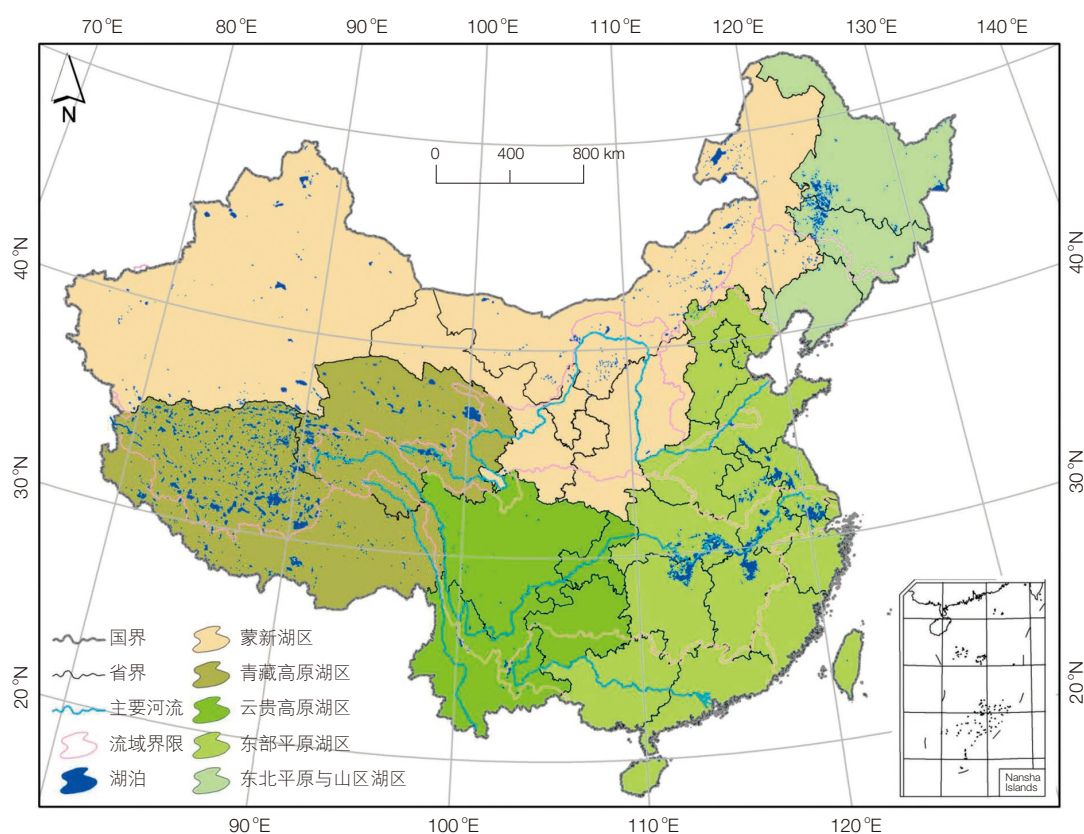 70°E 80°E 90°E 100°E 110°E 120°E 130°E 140°E
N
0 400 800 km
40°N 40°N
30°N 30°N
20°N 20°N
国界
省界
主要河流
流域界限
湖泊
蒙新湖区
青藏高原湖区
云贵高原湖区
东部平原湖区
东北平原与山区湖区
Nansha
Islands
90°E 100°E 110°E 120°E